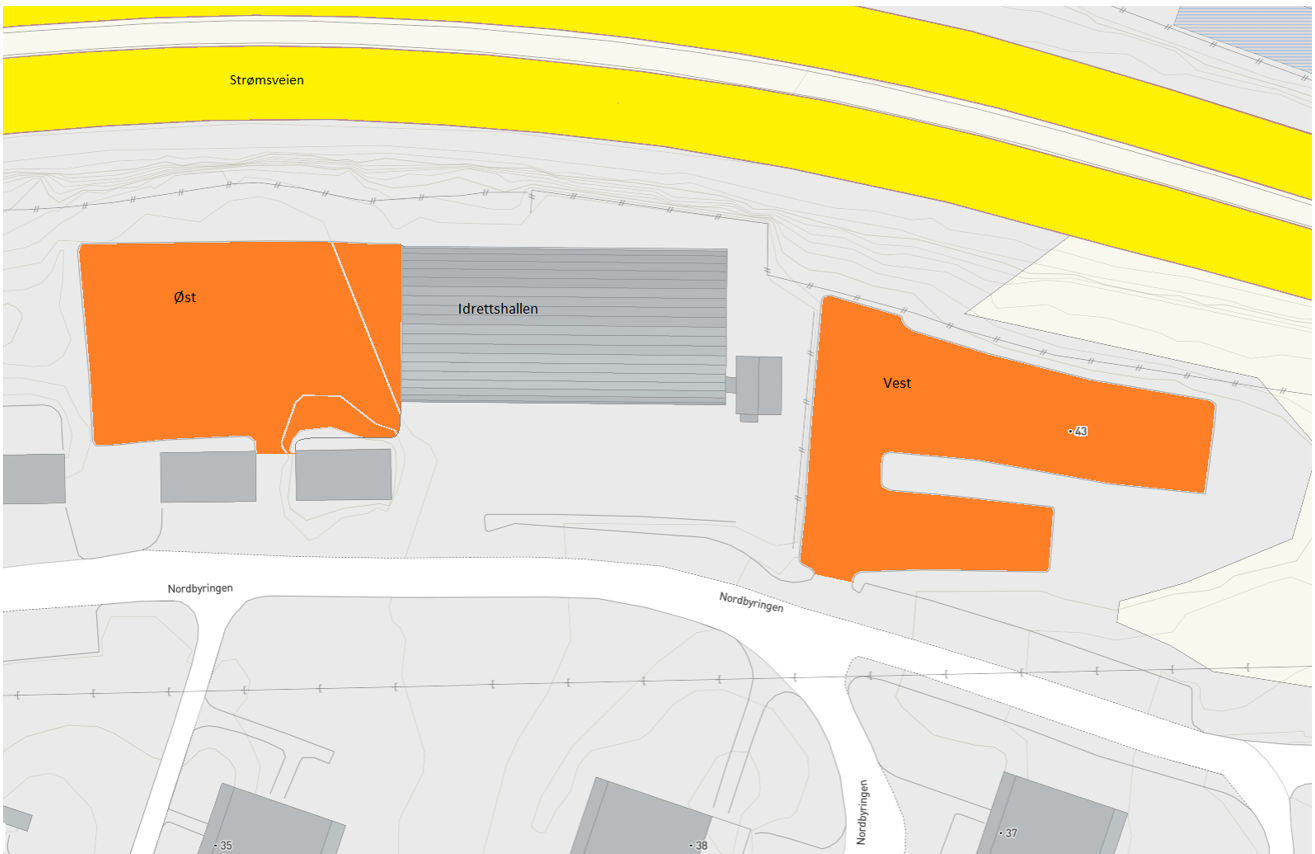 Strømsveien
Øst
Idrettshallen
Vest
43
Nordbyringen
Nordbyringen
Nordbyringen
35
38
37